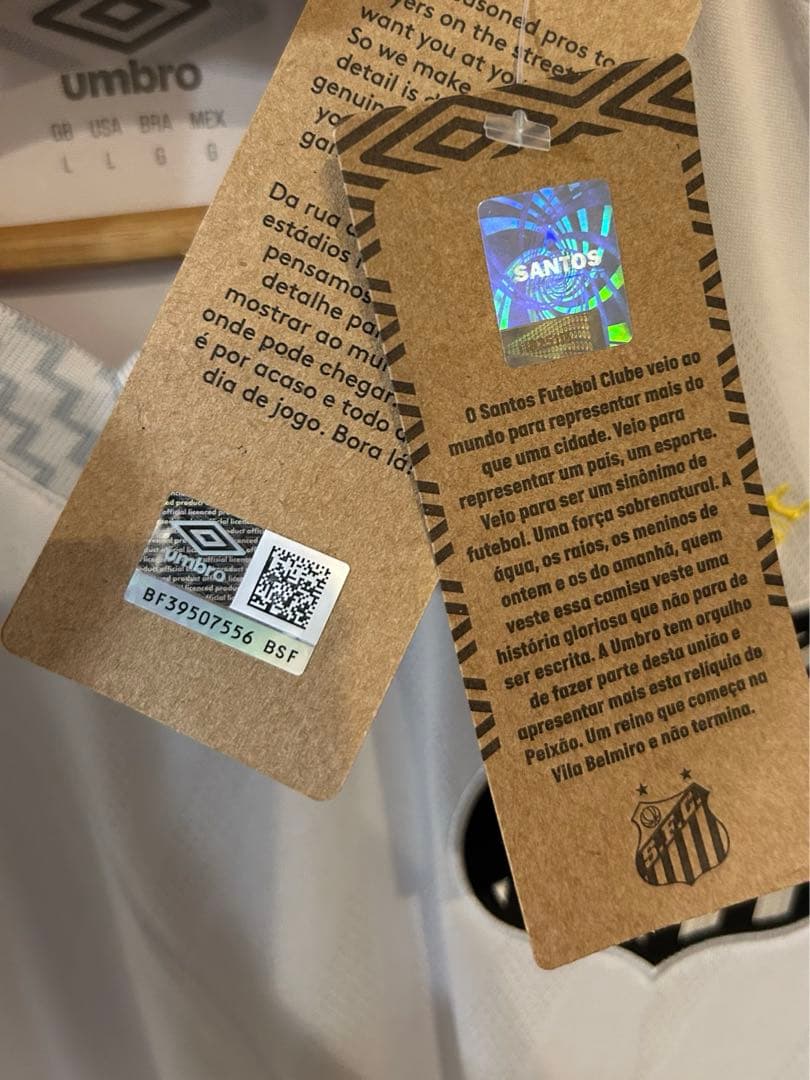 umbro
GB USA BRA MEX
L L G G
soned pros to
yers on the street
want you at yo
So we make
detail is
genuin
yo
gar
Da rua
estádios
pensamos
detalhe pa
mostrar ao mun
onde pode chegar.
é por acaso e todo
dia de jogo. Bora lá!
umbro
BF39507556 BSF
SANTOS
O Santos Futebol Clube veio ao
mundo para representar mais do
que uma cidade. Veio para
representar um país, um esporte.
Veio para ser um sinônimo de
futebol. Uma força sobrenatural. A
água, os raios, os meninos de
ontem e os do amanhã, quem
veste essa camisa veste uma
história gloriosa que não para de
ser escrita. A Umbro tem orgulho
de fazer parte desta união e
apresentar mais esta relíquia do
Peixão. Um reino que começa na
Vila Belmiro e não termina.
S.F.C.